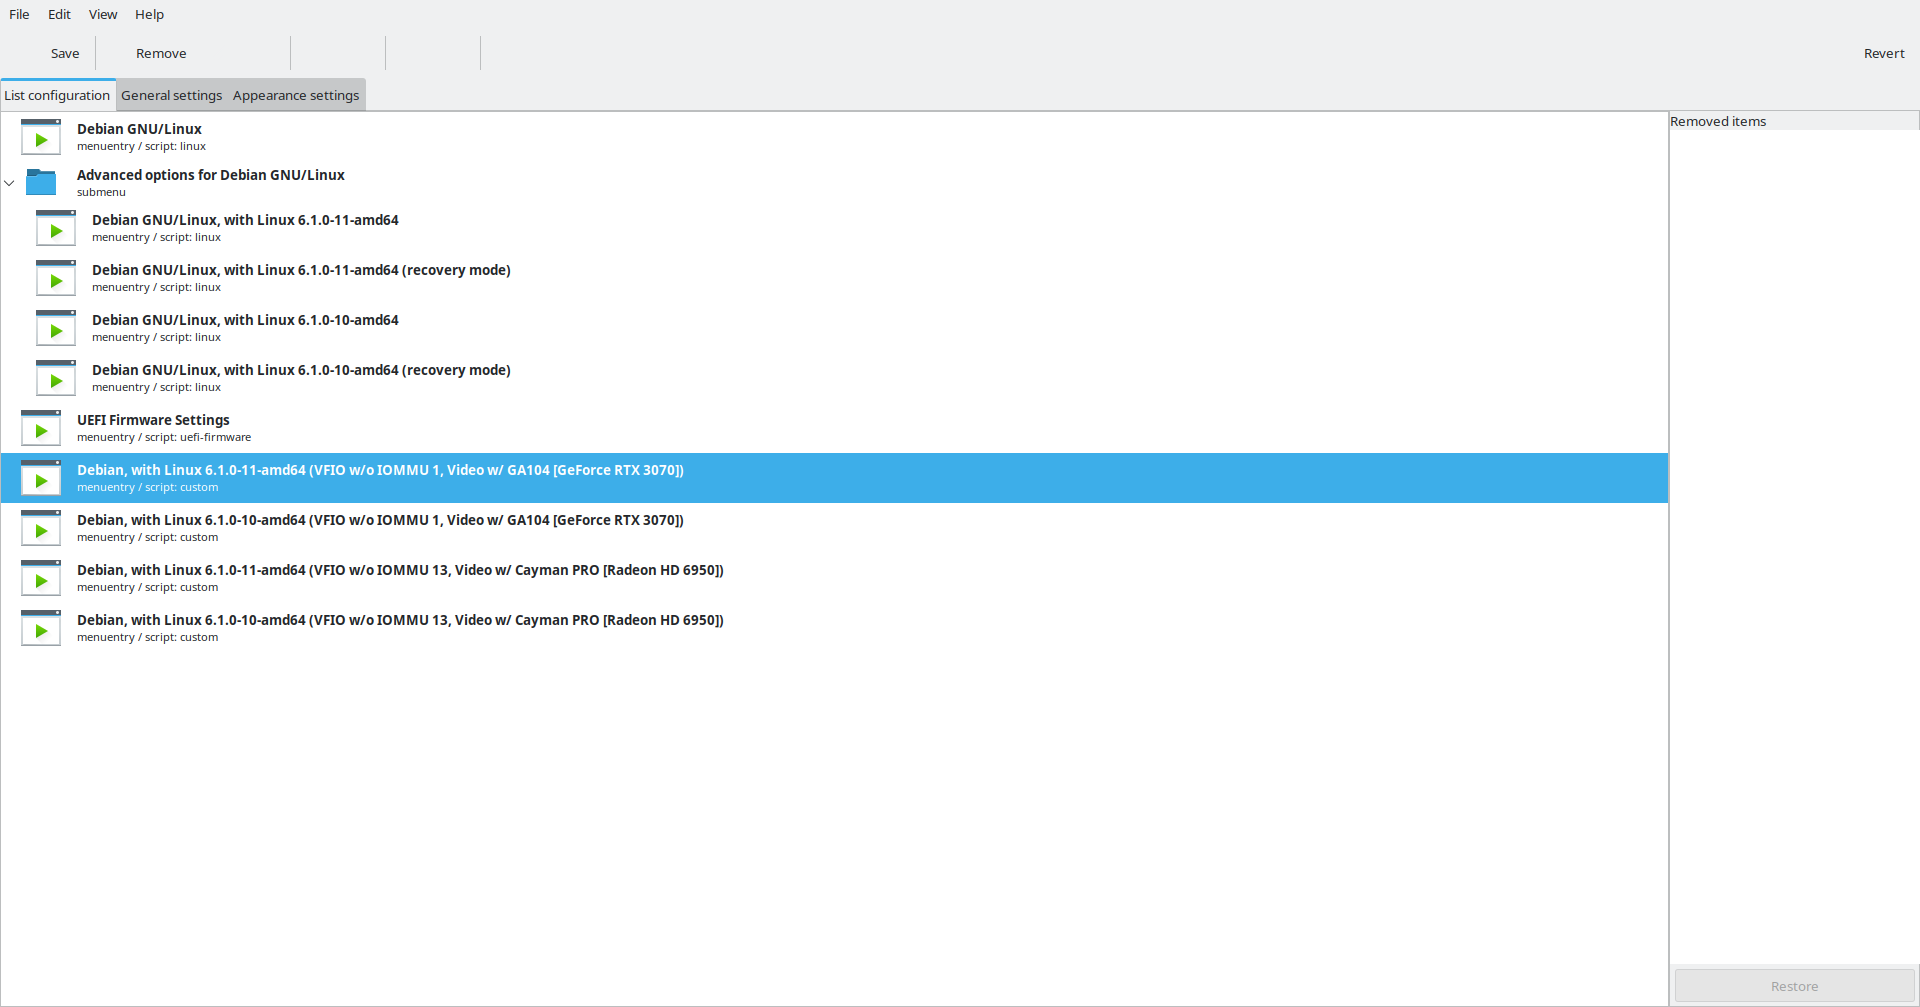 File Edit View Help
Save Remove Revert
List configuration General settings Appearance settings
Removed items
Debian GNU/Linux
menuentry / script: linux
Advanced options for Debian GNU/Linux
submenu
Debian GNU/Linux, with Linux 6.1.0-11-amd64
menuentry / script: linux
Debian GNU/Linux, with Linux 6.1.0-11-amd64 (recovery mode)
menuentry / script: linux
Debian GNU/Linux, with Linux 6.1.0-10-amd64
menuentry / script: linux
Debian GNU/Linux, with Linux 6.1.0-10-amd64 (recovery mode)
menuentry / script: linux
UEFI Firmware Settings
menuentry / script: uefi-firmware
Debian, with Linux 6.1.0-11-amd64 (VFIO w/o IOMMU 1, Video w/ GA104 [GeForce RTX 3070])
menuentry / script: custom
Debian, with Linux 6.1.0-10-amd64 (VFIO w/o IOMMU 1, Video w/ GA104 [GeForce RTX 3070])
menuentry / script: custom
Debian, with Linux 6.1.0-11-amd64 (VFIO w/o IOMMU 13, Video w/ Cayman PRO [Radeon HD 6950])
menuentry / script: custom
Debian, with Linux 6.1.0-10-amd64 (VFIO w/o IOMMU 13, Video w/ Cayman PRO [Radeon HD 6950])
menuentry / script: custom
Restore